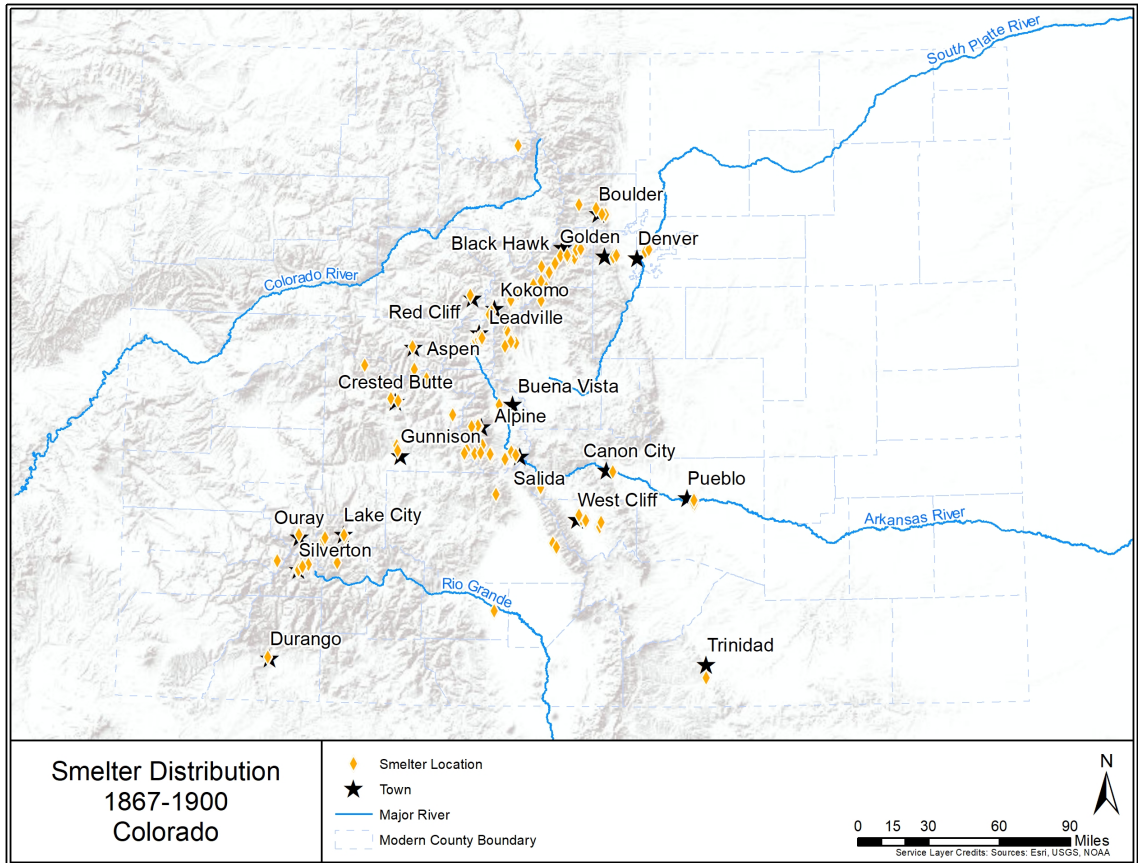 South Platte River
Boulder
Black Hawk
Golden
Denver
Colorado River
Kokomo
Red Cliff
Leadville
Aspen
Crested Butte
Buena Vista
Alpine
Gunnison
Canon City
Salida
Pueblo
West Cliff
Arkansas River
Ouray
Lake City
Silverton
Rio Grande
Durango
Trinidad
Smelter Distribution
1867-1900
Colorado
Smelter Location
Town
Major River
Modern County Boundary
N
0 15 30 60 90
Miles
Service Layer Credits: Sources: Esri, USGS, NOAA